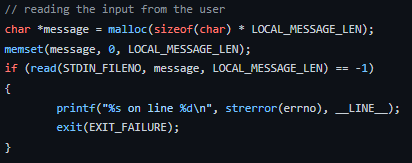 // reading the input from the user
char *message = malloc(sizeof(char) * LOCAL_MESSAGE_LEN);
memset(message, 0, LOCAL_MESSAGE_LEN);
if (read(STDIN_FILENO, message, LOCAL_MESSAGE_LEN) == -1)
{
        printf("%s on line %d\n", strerror(errno), __LINE__);
        exit(EXIT_FAILURE);
}